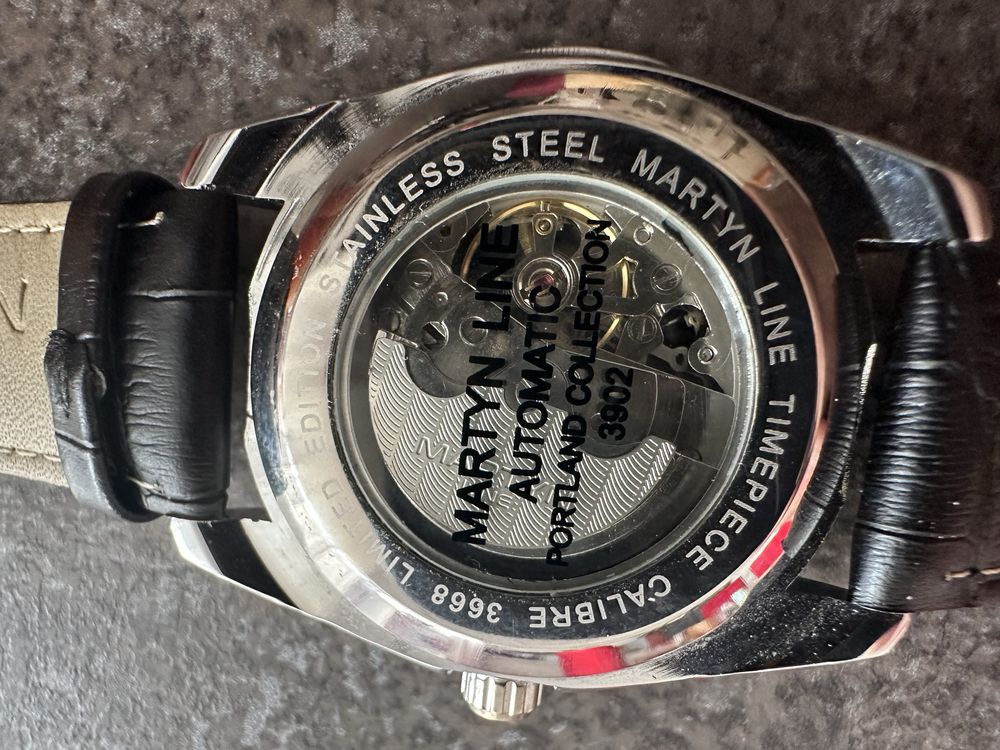 STAINLESS STEEL MARTYN LINE TIMEPIECE CALIBRE 3668 LIMITED EDITION
MARTYN LINE
AUTOMATIC
PORTLAND COLLECTION
3902